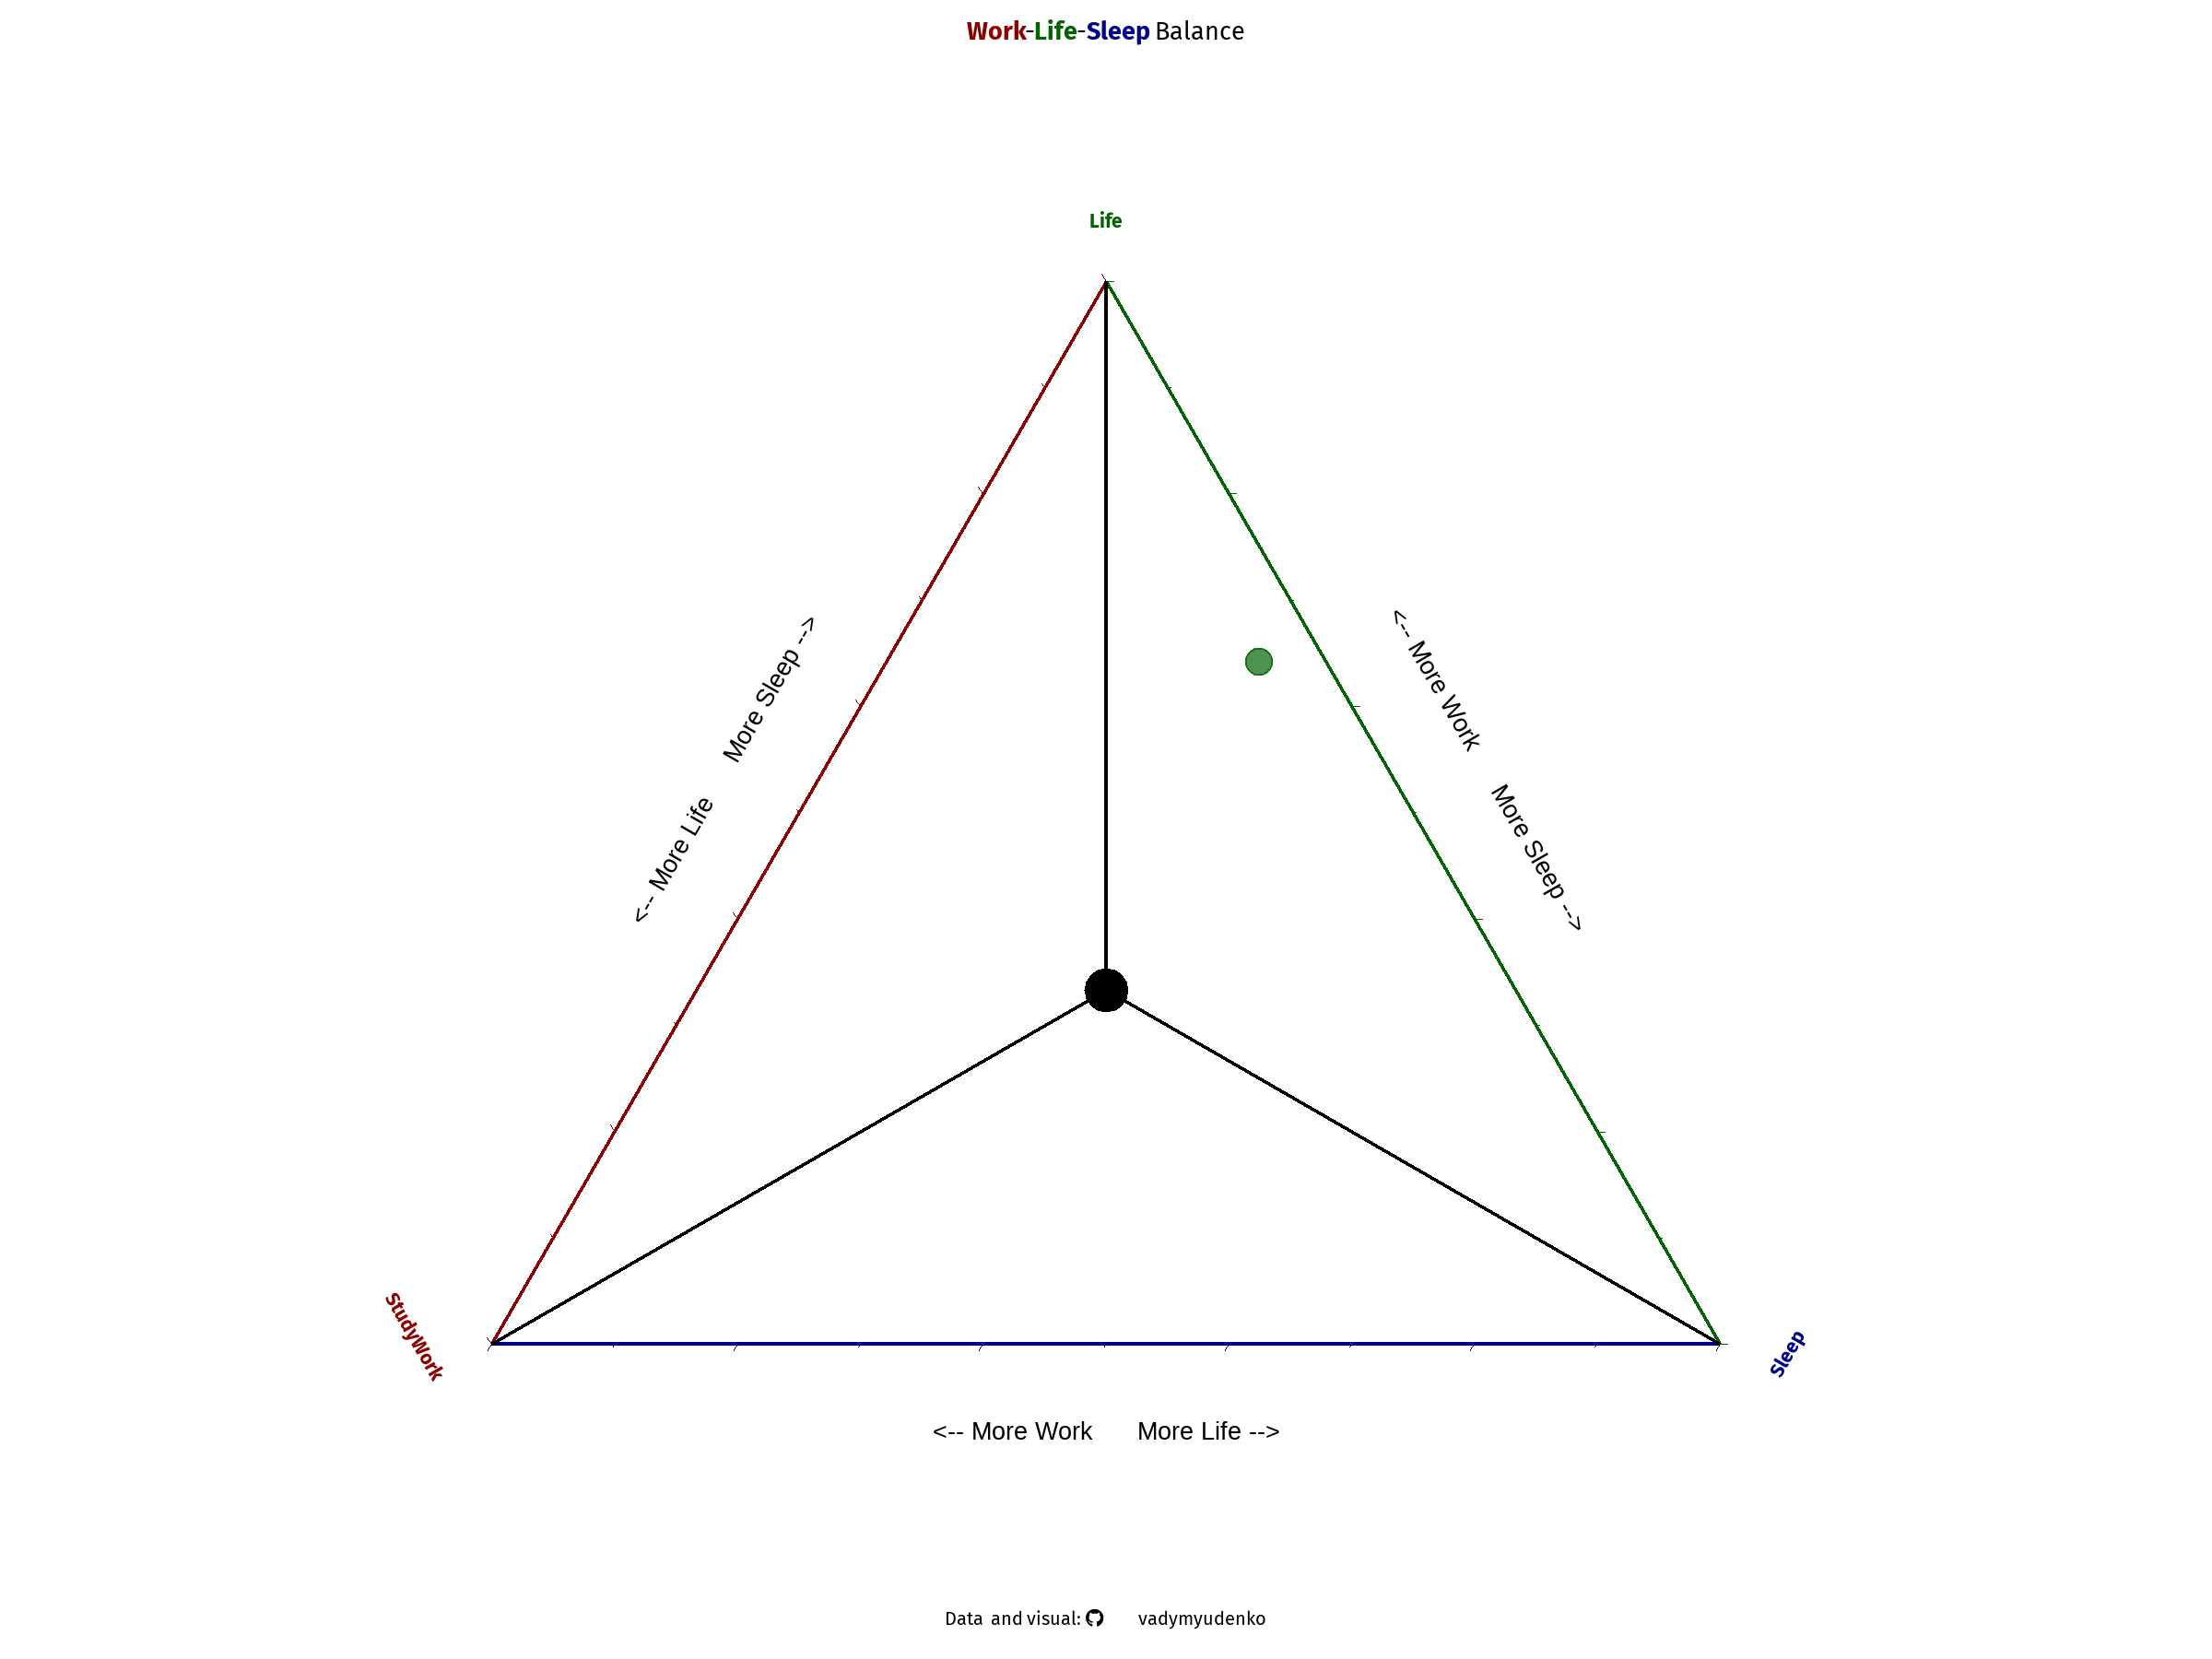 Work-Life-Sleep Balance
Life
<-- More Life    More Sleep -->
<-- More Work    More Sleep -->
StudyWork
Sleep
<-- More Work    More Life -->
Data and visual: vadymyudenko